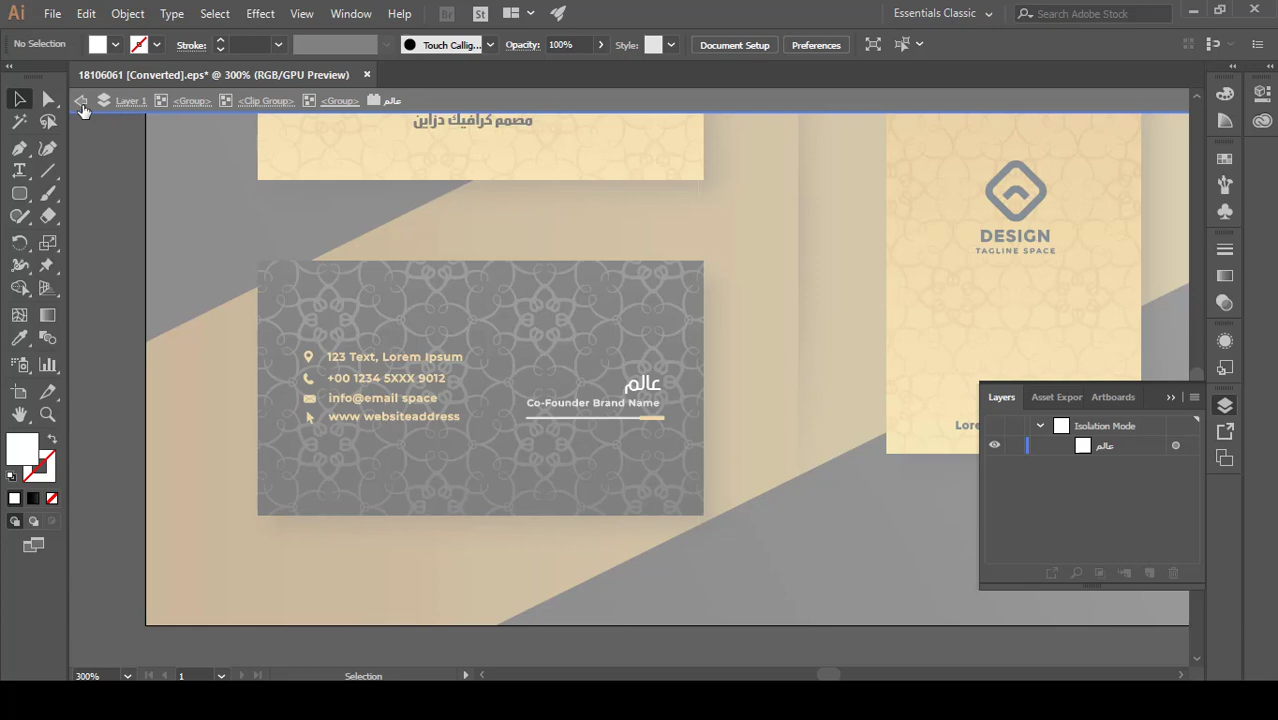 Ai File Edit Object Type Select Effect View Window Help Br St Essentials Classic Search Adobe Stock
No Selection Stroke: Touch Callig... Opacity: 100% Style: Document Setup Preferences
18106061 [Converted].eps* @ 300% (RGB/GPU Preview)
Layer 1 <Group> <Clip Group> <Group> عالم
مصمم كرافيك دزاين
DESIGN
TAGLINE SPACE
123 Text, Lorem Ipsum
+00 1234 5XXX 9012
info@email space
www websiteaddress
عالم
Co-Founder Brand Name
Lore
Layers Asset Expor Artboards
Isolation Mode
عالم
300% 1 Selection